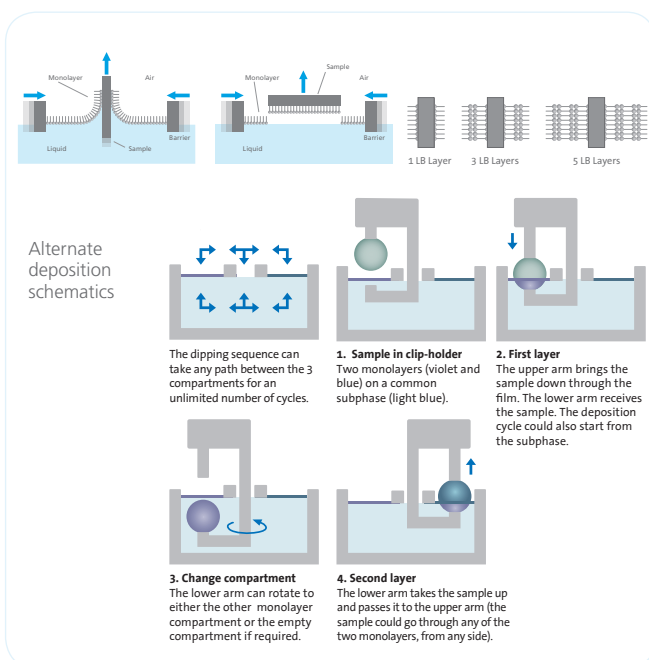 Monolayer
Air
Liquid
Sample
Barrier
Sample
Monolayer
Air
Liquid
Barrier
1 LB Layer
3 LB Layers
5 LB Layers
Alternate
deposition
schematics
The dipping sequence can
take any path between the 3
compartments for an
unlimited number of cycles.
1. Sample in clip-holder
Two monolayers (violet and
blue) on a common
subphase (light blue).
2. First layer
The upper arm brings the
sample down through the
film. The lower arm receives
the sample. The deposition
cycle could also start from
the subphase.
3. Change compartment
The lower arm can rotate to
either the other monolayer
compartment or the empty
compartment if required.
4. Second layer
The lower arm takes the sample up
and passes it to the upper arm (the
sample could go through any of the
two monolayers, from any side).